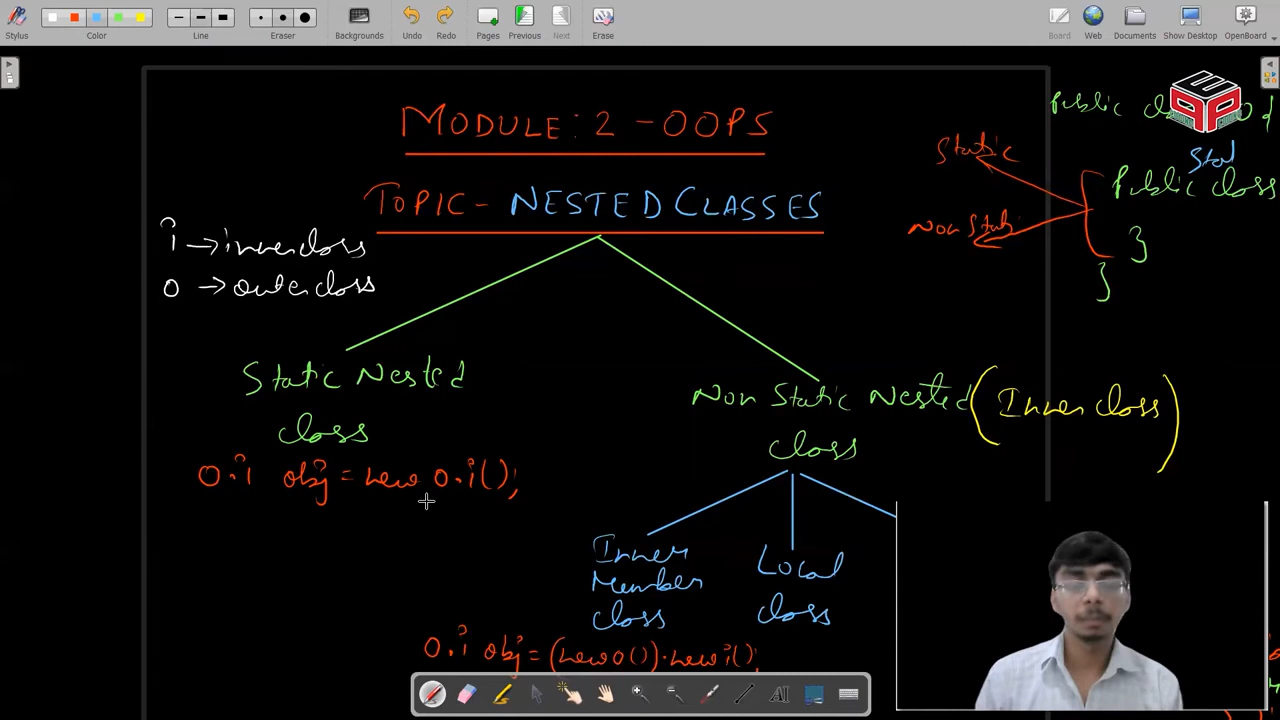 Stylus Color Line Eraser Backgrounds Undo Redo Pages Previous Next Erase Board Web Documents Show Desktop OpenBoard
MODULE: 2 - OOPS
TOPIC - NESTED CLASSES
i → innerclass
O → outerclass
Static
Non Static
Public
Stat
Public class
}
}
Static Nested
class
O.i obj = new O.i();
Non Static Nested (Inner class)
class
Inner
Member
class
Local
class
O.i obj = (new O()).new i();